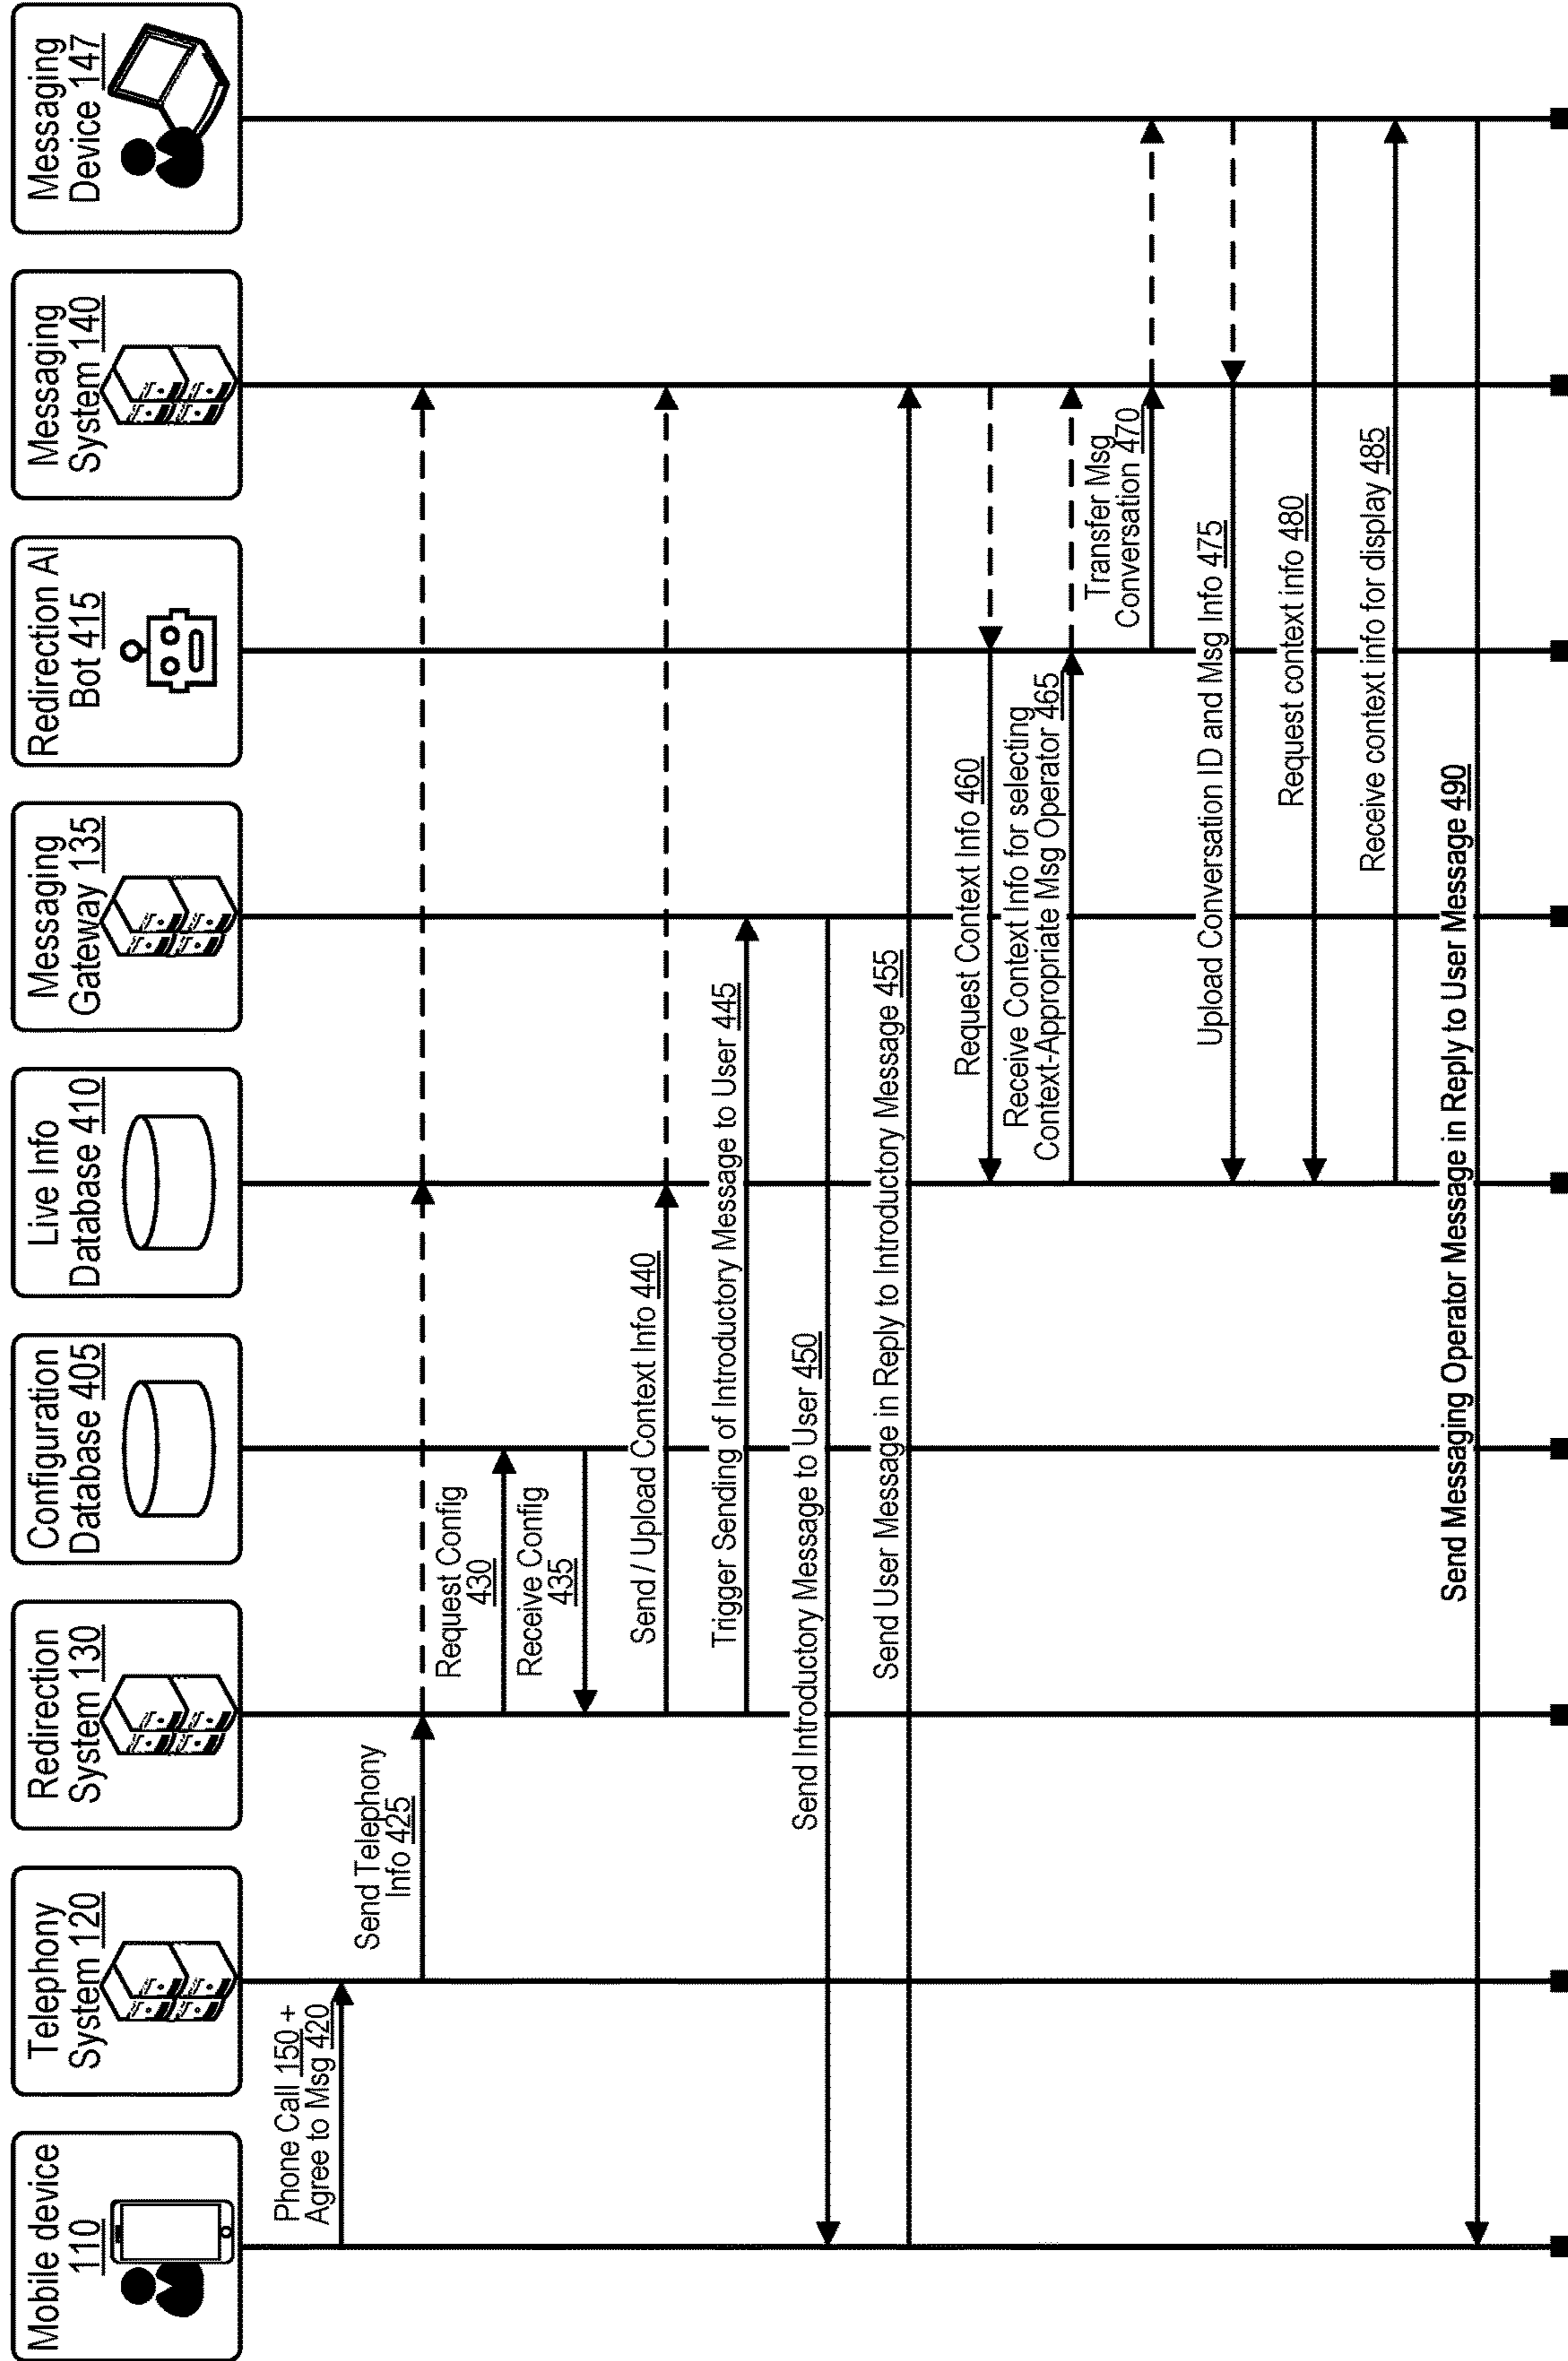 Mobile device
110
Telephony
System 120
Redirection
System 130
Configuration
Database 405
Live Info
Database 410
Messaging
Gateway 135
Redirection AI
Bot 415
Messaging
System 140
Messaging
Device 147
Phone Call 150 +
Agree to Msg 420
Send Telephony
Info 425
Request Config
430
Receive Config
435
Send / Upload Context Info 440
Trigger Sending of Introductory Message to User 445
Send Introductory Message to User 450
Send User Message in Reply to Introductory Message 455
Request Context Info 460
Receive Context Info for selecting
Context-Appropriate Msg Operator 465
Transfer Msg
Conversation 470
Upload Conversation ID and Msg Info 475
Request context info 480
Receive context info for display 485
Send Messaging Operator Message in Reply to User Message 490